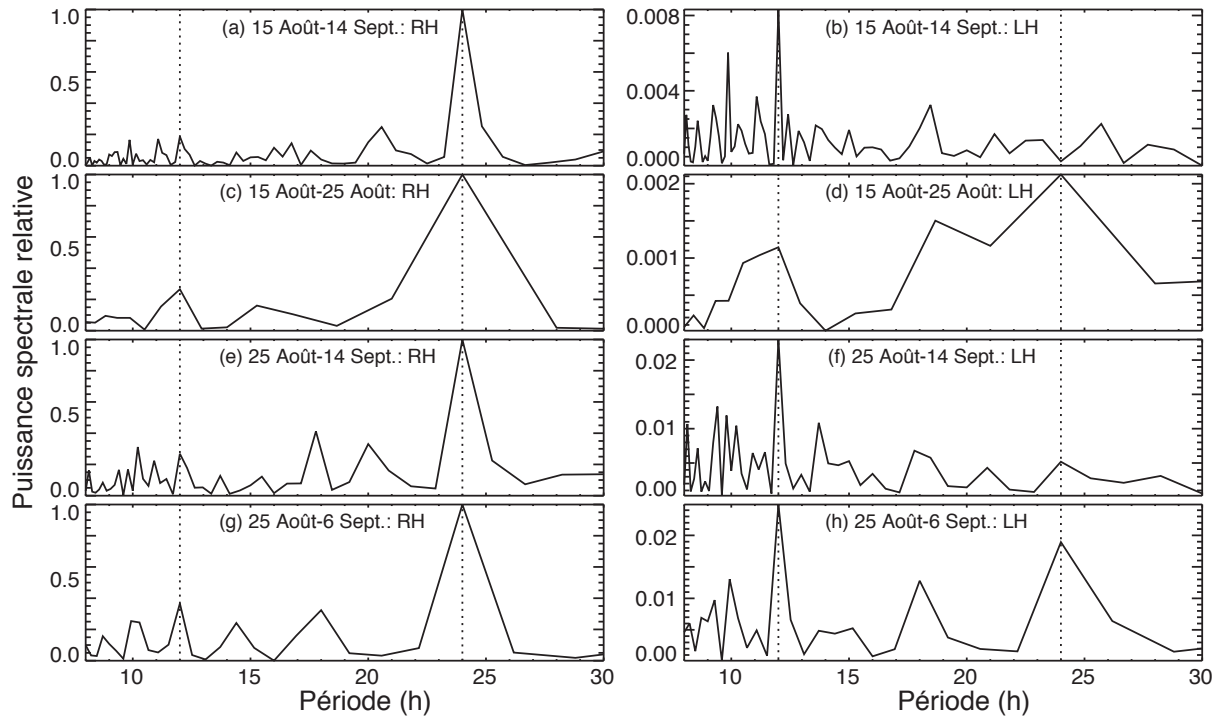 Puissance spectrale relative
(a) 15 Août-14 Sept.: RH
1.0
0.5
0.0
(b) 15 Août-14 Sept.: LH
0.008
0.004
0.000
(c) 15 Août-25 Août: RH
1.0
0.5
0.0
(d) 15 Août-25 Août: LH
0.002
0.001
0.000
(e) 25 Août-14 Sept.: RH
1.0
0.5
0.0
(f) 25 Août-14 Sept.: LH
0.02
0.01
0.00
(g) 25 Août-6 Sept.: RH
1.0
0.5
0.0
(h) 25 Août-6 Sept.: LH
0.02
0.01
0.00
10 15 20 25 30
10 15 20 25 30
Période (h)
Période (h)